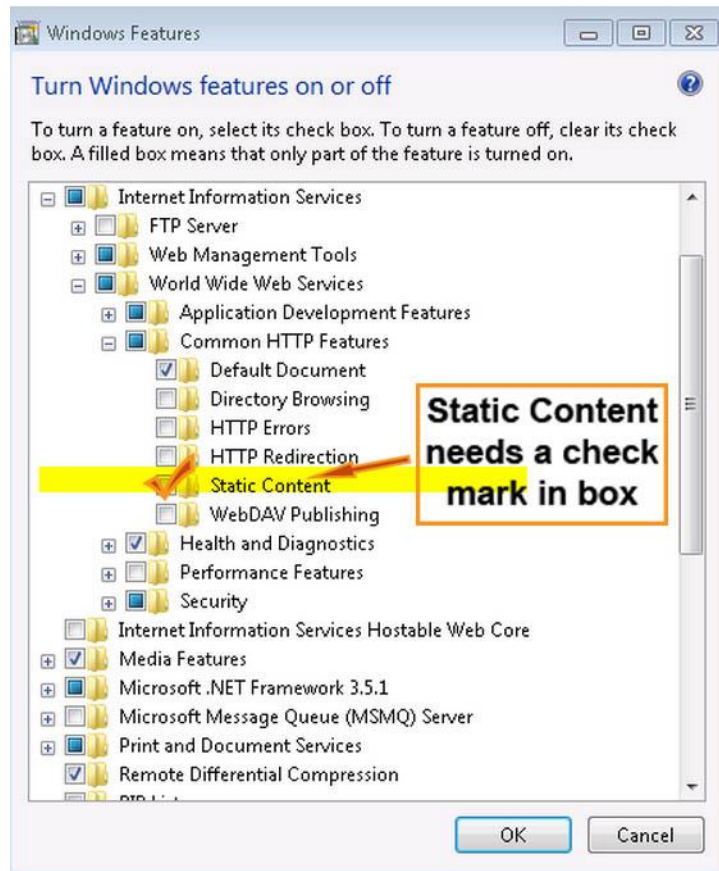 Windows Features
Turn Windows features on or off
To turn a feature on, select its check box. To turn a feature off, clear its check
box. A filled box means that only part of the feature is turned on.
Internet Information Services
FTP Server
Web Management Tools
World Wide Web Services
Application Development Features
Common HTTP Features
Default Document
Directory Browsing
HTTP Errors
HTTP Redirection
Static Content
WebDAV Publishing
Static Content
needs a check
mark in box
Health and Diagnostics
Performance Features
Security
Internet Information Services Hostable Web Core
Media Features
Microsoft .NET Framework 3.5.1
Microsoft Message Queue (MSMQ) Server
Print and Document Services
Remote Differential Compression
OK
Cancel